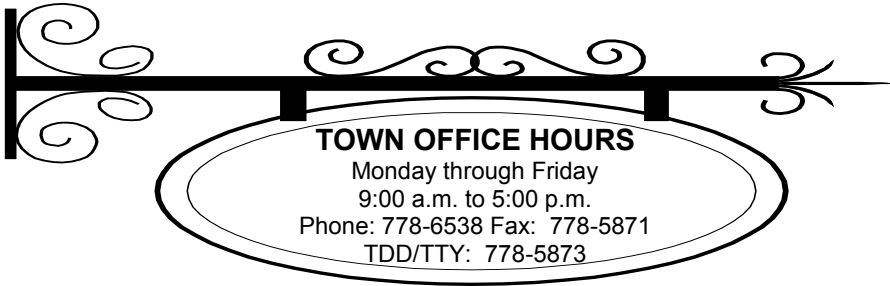 TOWN OFFICE HOURS
Monday through Friday
9:00 a.m. to 5:00 p.m.
Phone: 778-6538 Fax:  778-5871
TDD/TTY:  778-5873